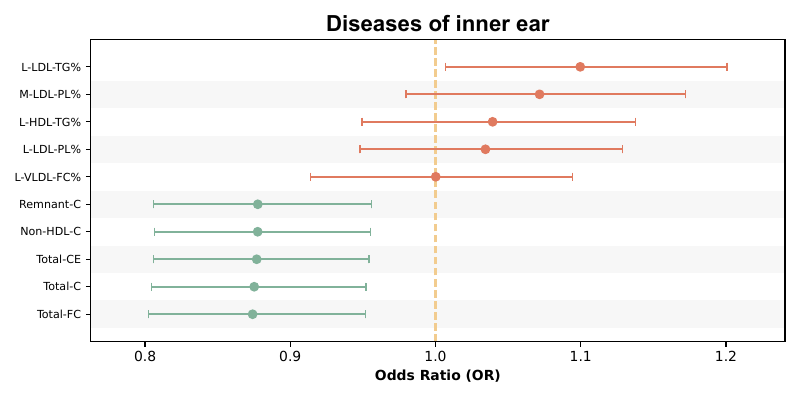 Diseases of inner ear
L-LDL-TG%
M-LDL-PL%
L-HDL-TG%
L-LDL-PL%
L-VLDL-FC%
Remnant-C
Non-HDL-C
Total-CE
Total-C
Total-FC
0.8 0.9 1.0 1.1 1.2
Odds Ratio (OR)